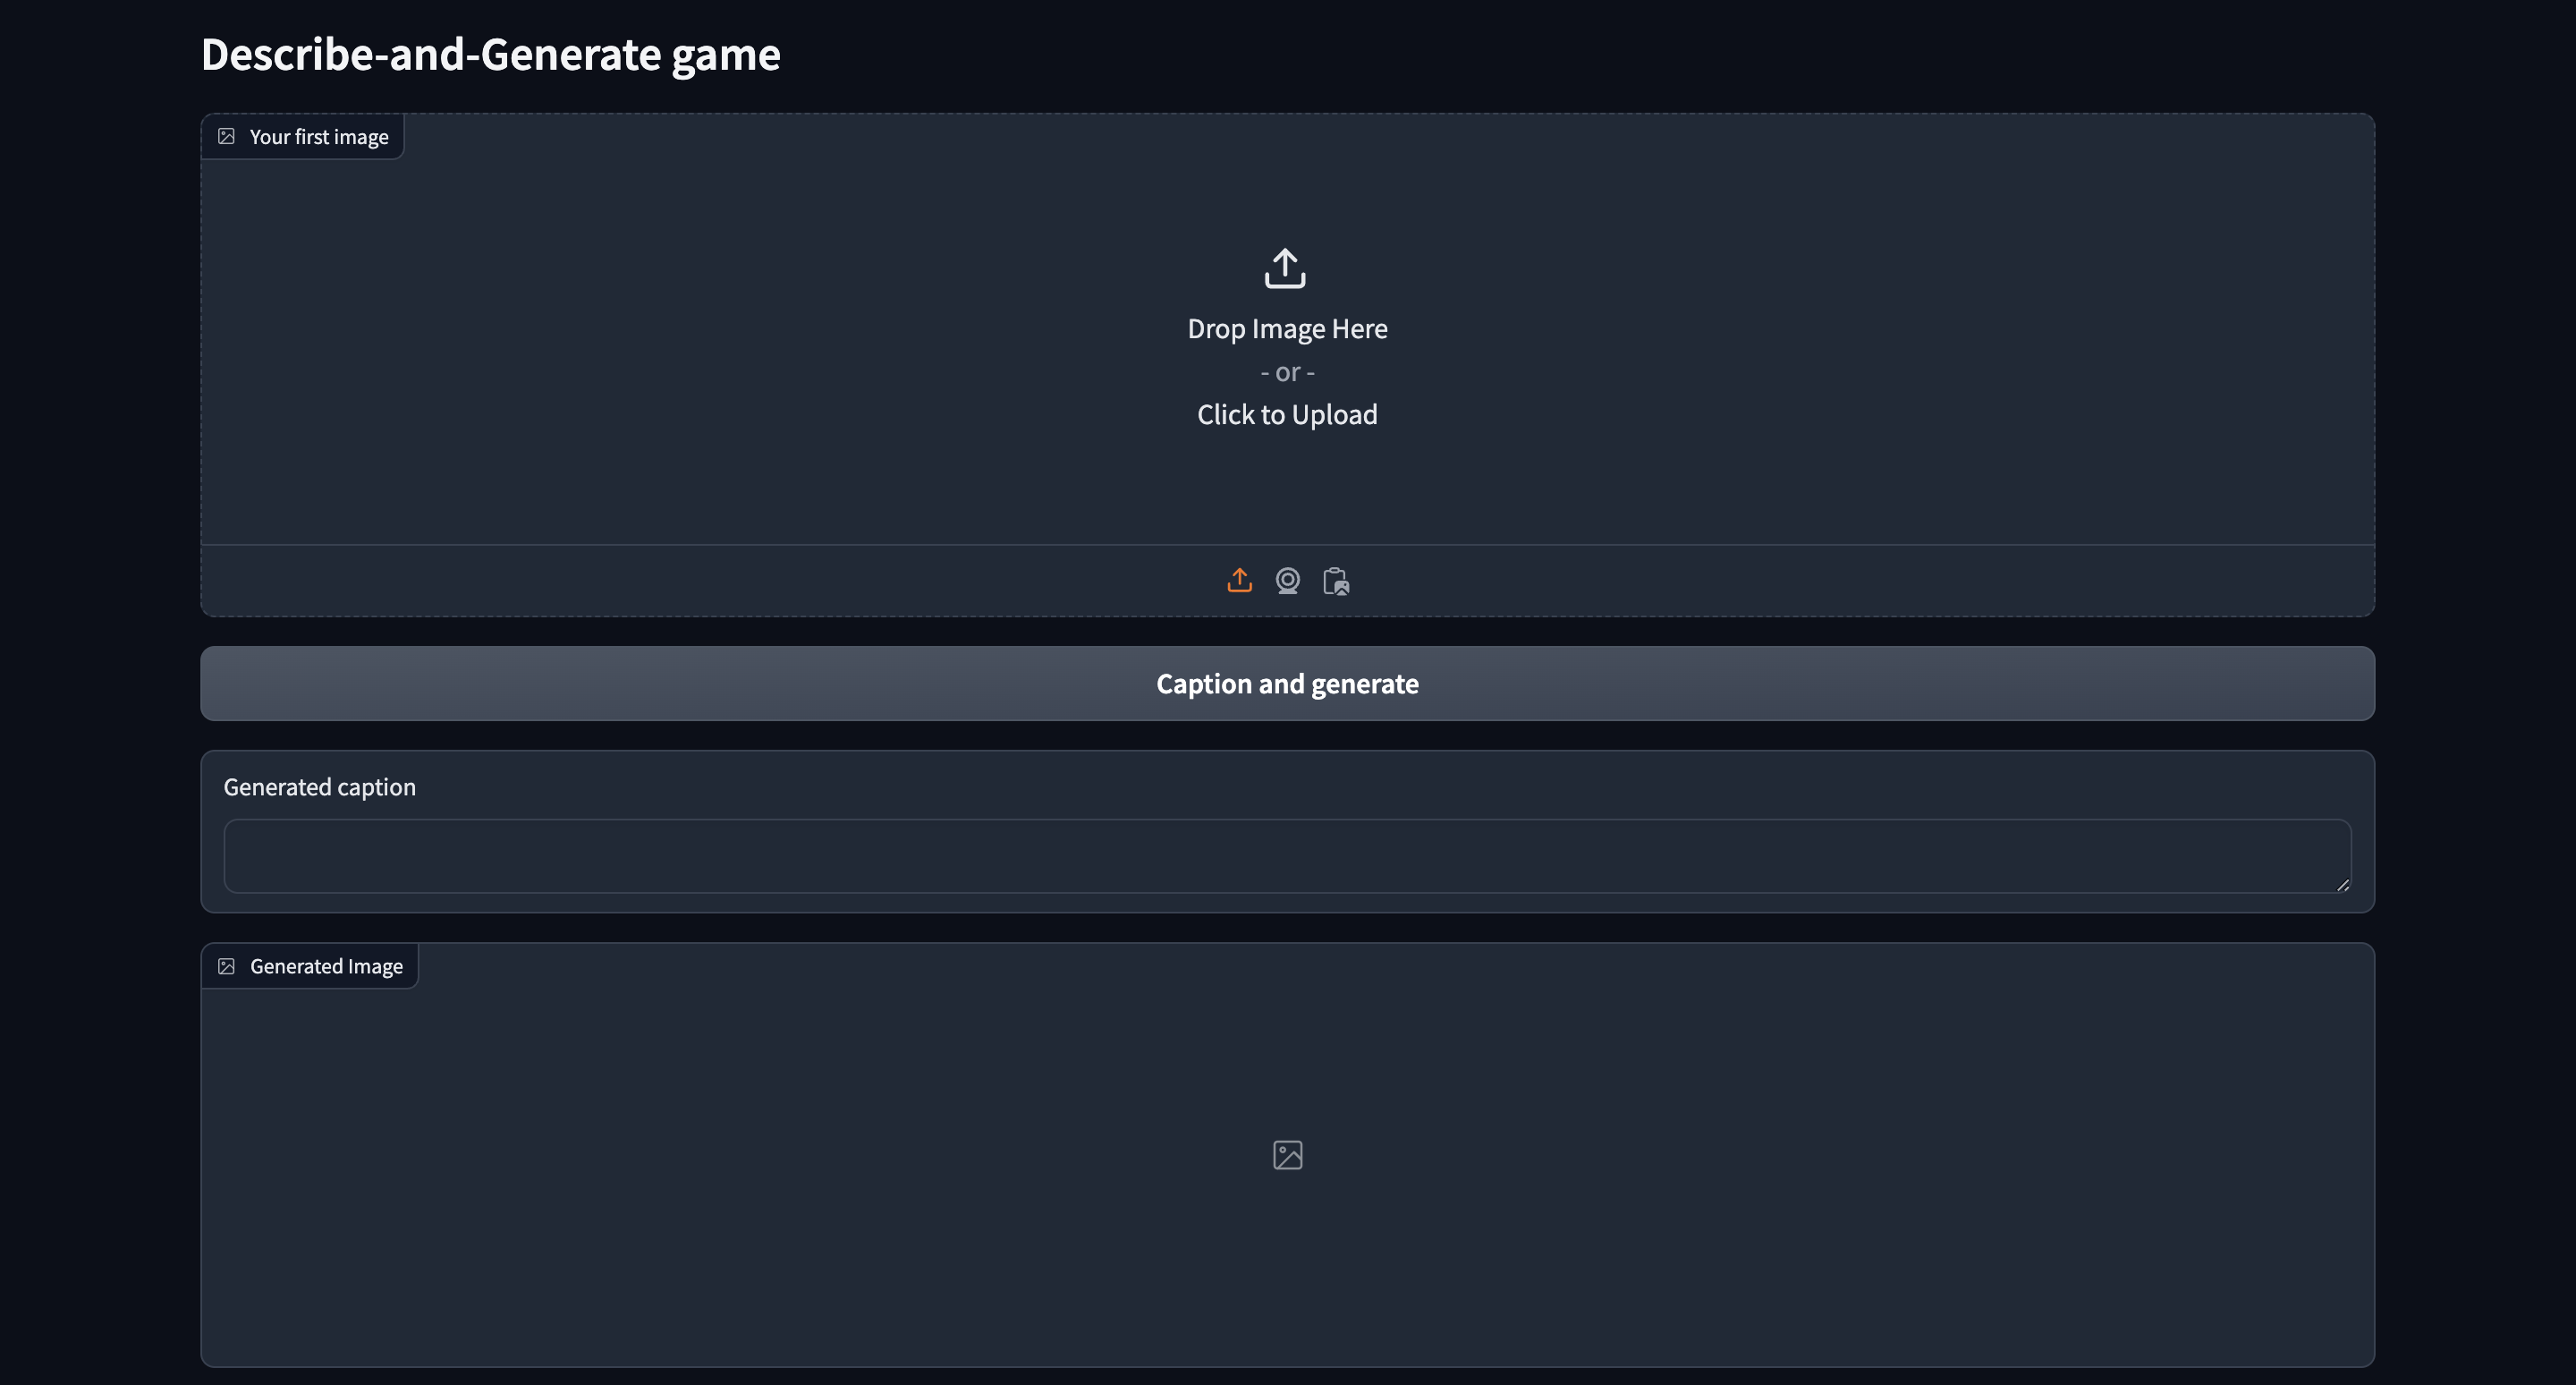 Describe-and-Generate game
Your first image
Drop Image Here
- or -
Click to Upload
Caption and generate
Generated caption
Generated Image